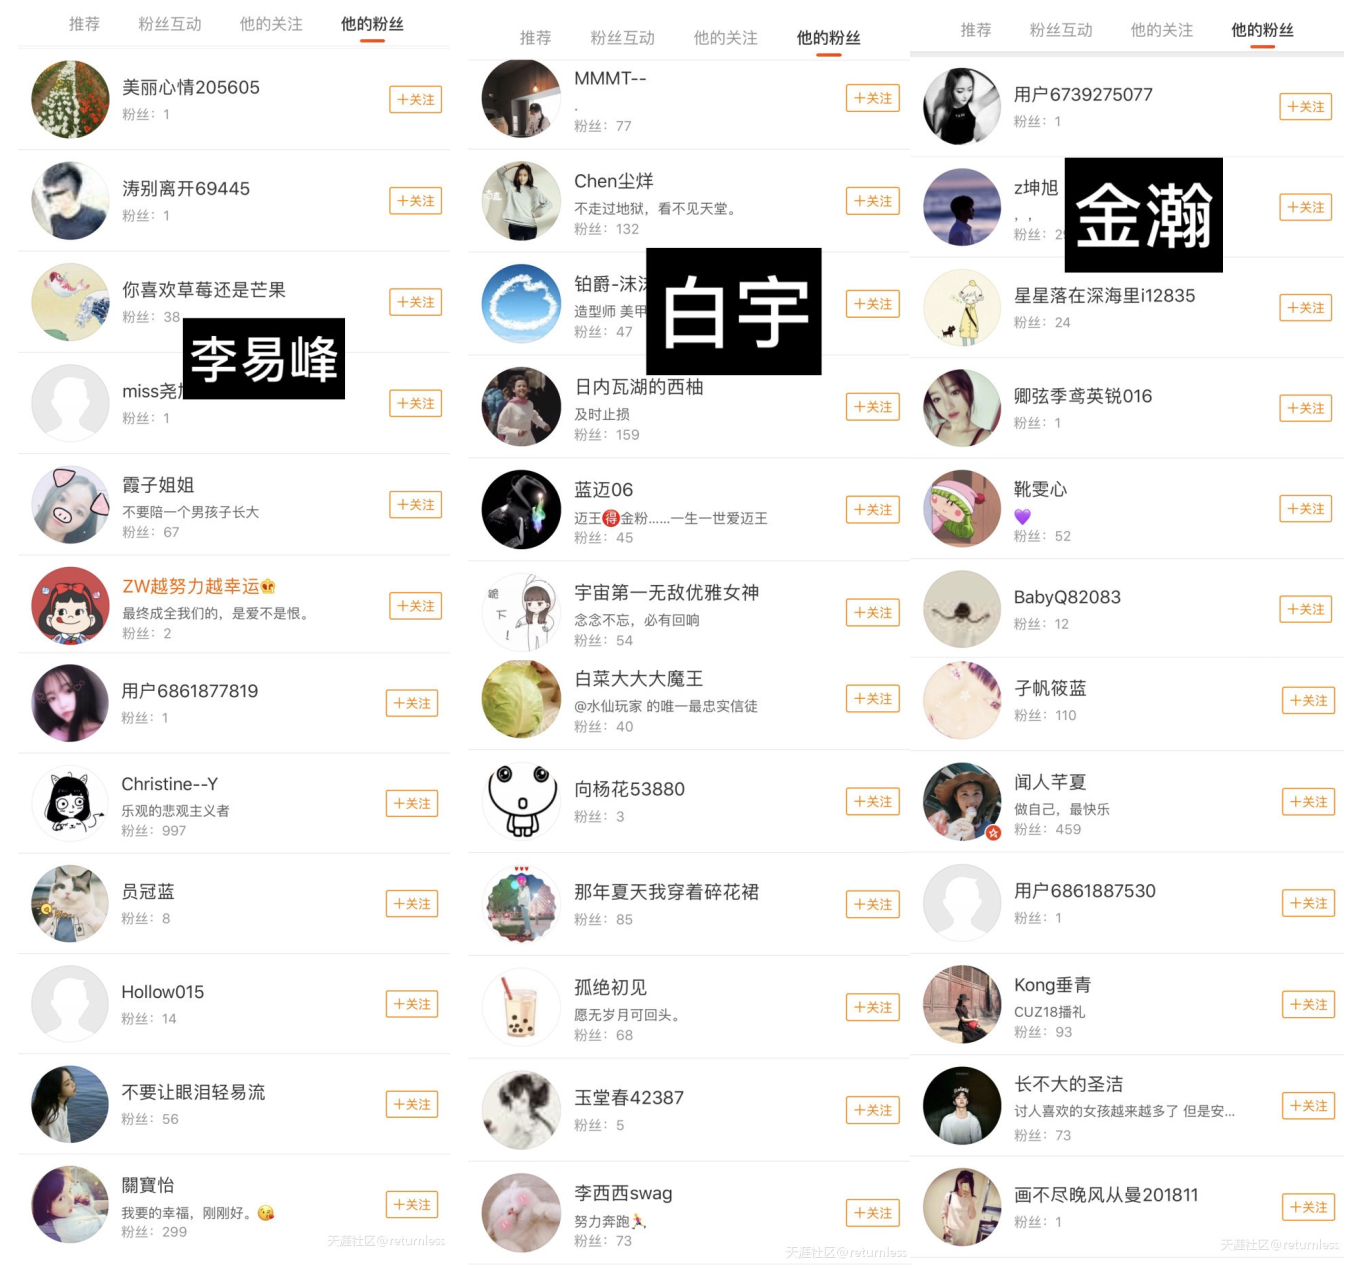 推荐 粉丝互动 他的关注 他的粉丝
美丽心情205605
粉丝：1
+关注
涛别离开69445
粉丝：1
+关注
你喜欢草莓还是芒果
粉丝：38
+关注
李易峰
miss尧
粉丝：1
+关注
霞子姐姐
不要陪一个男孩子长大
粉丝：67
+关注
ZW越努力越幸运
最终成全我们的，是爱不是恨。
粉丝：2
+关注
用户6861877819
粉丝：1
+关注
Christine--Y
乐观的悲观主义者
粉丝：997
+关注
员冠蓝
粉丝：8
+关注
Hollow015
粉丝：14
+关注
不要让眼泪轻易流
粉丝：56
+关注
關寶怡
我要的幸福，刚刚好。😘
粉丝：299
+关注
天涯社区@returnless
推荐 粉丝互动 他的关注 他的粉丝
MMMT--
.
粉丝：77
+关注
Chen尘烊
不走过地狱，看不见天堂。
粉丝：132
+关注
铂爵-沫
造型师 美甲
粉丝：47
+关注
白宇
日内瓦湖的西柚
及时止损
粉丝：159
+关注
蓝迈06
迈王🉐金粉......一生一世爱迈王
粉丝：45
+关注
跪
下
！
宇宙第一无敌优雅女神
念念不忘，必有回响
粉丝：54
+关注
白菜大大大魔王
@水仙玩家 的唯一最忠实信徒
粉丝：40
+关注
向杨花53880
粉丝：3
+关注
那年夏天我穿着碎花裙
粉丝：85
+关注
孤绝初见
愿无岁月可回头。
粉丝：68
+关注
玉堂春42387
粉丝：5
+关注
李西西swag
努力奔跑🏃‍♀️
粉丝：73
+关注
天涯社区@returnless
推荐 粉丝互动 他的关注 他的粉丝
用户6739275077
粉丝：1
+关注
z坤旭
，，
粉丝：2
+关注
金瀚
星星落在深海里i12835
粉丝：24
+关注
卿弦季鸢英锐016
粉丝：1
+关注
靴雯心
💜
粉丝：52
+关注
BabyQ82083
粉丝：12
+关注
孑帆筱蓝
粉丝：110
+关注
闻人芊夏
做自己，最快乐
粉丝：459
+关注
用户6861887530
粉丝：1
+关注
Kong垂青
CUZ18播礼
粉丝：93
+关注
长不大的圣洁
讨人喜欢的女孩越来越多了 但是安...
粉丝：73
+关注
画不尽晚风从曼201811
粉丝：1
+关注
天涯社区@returnless